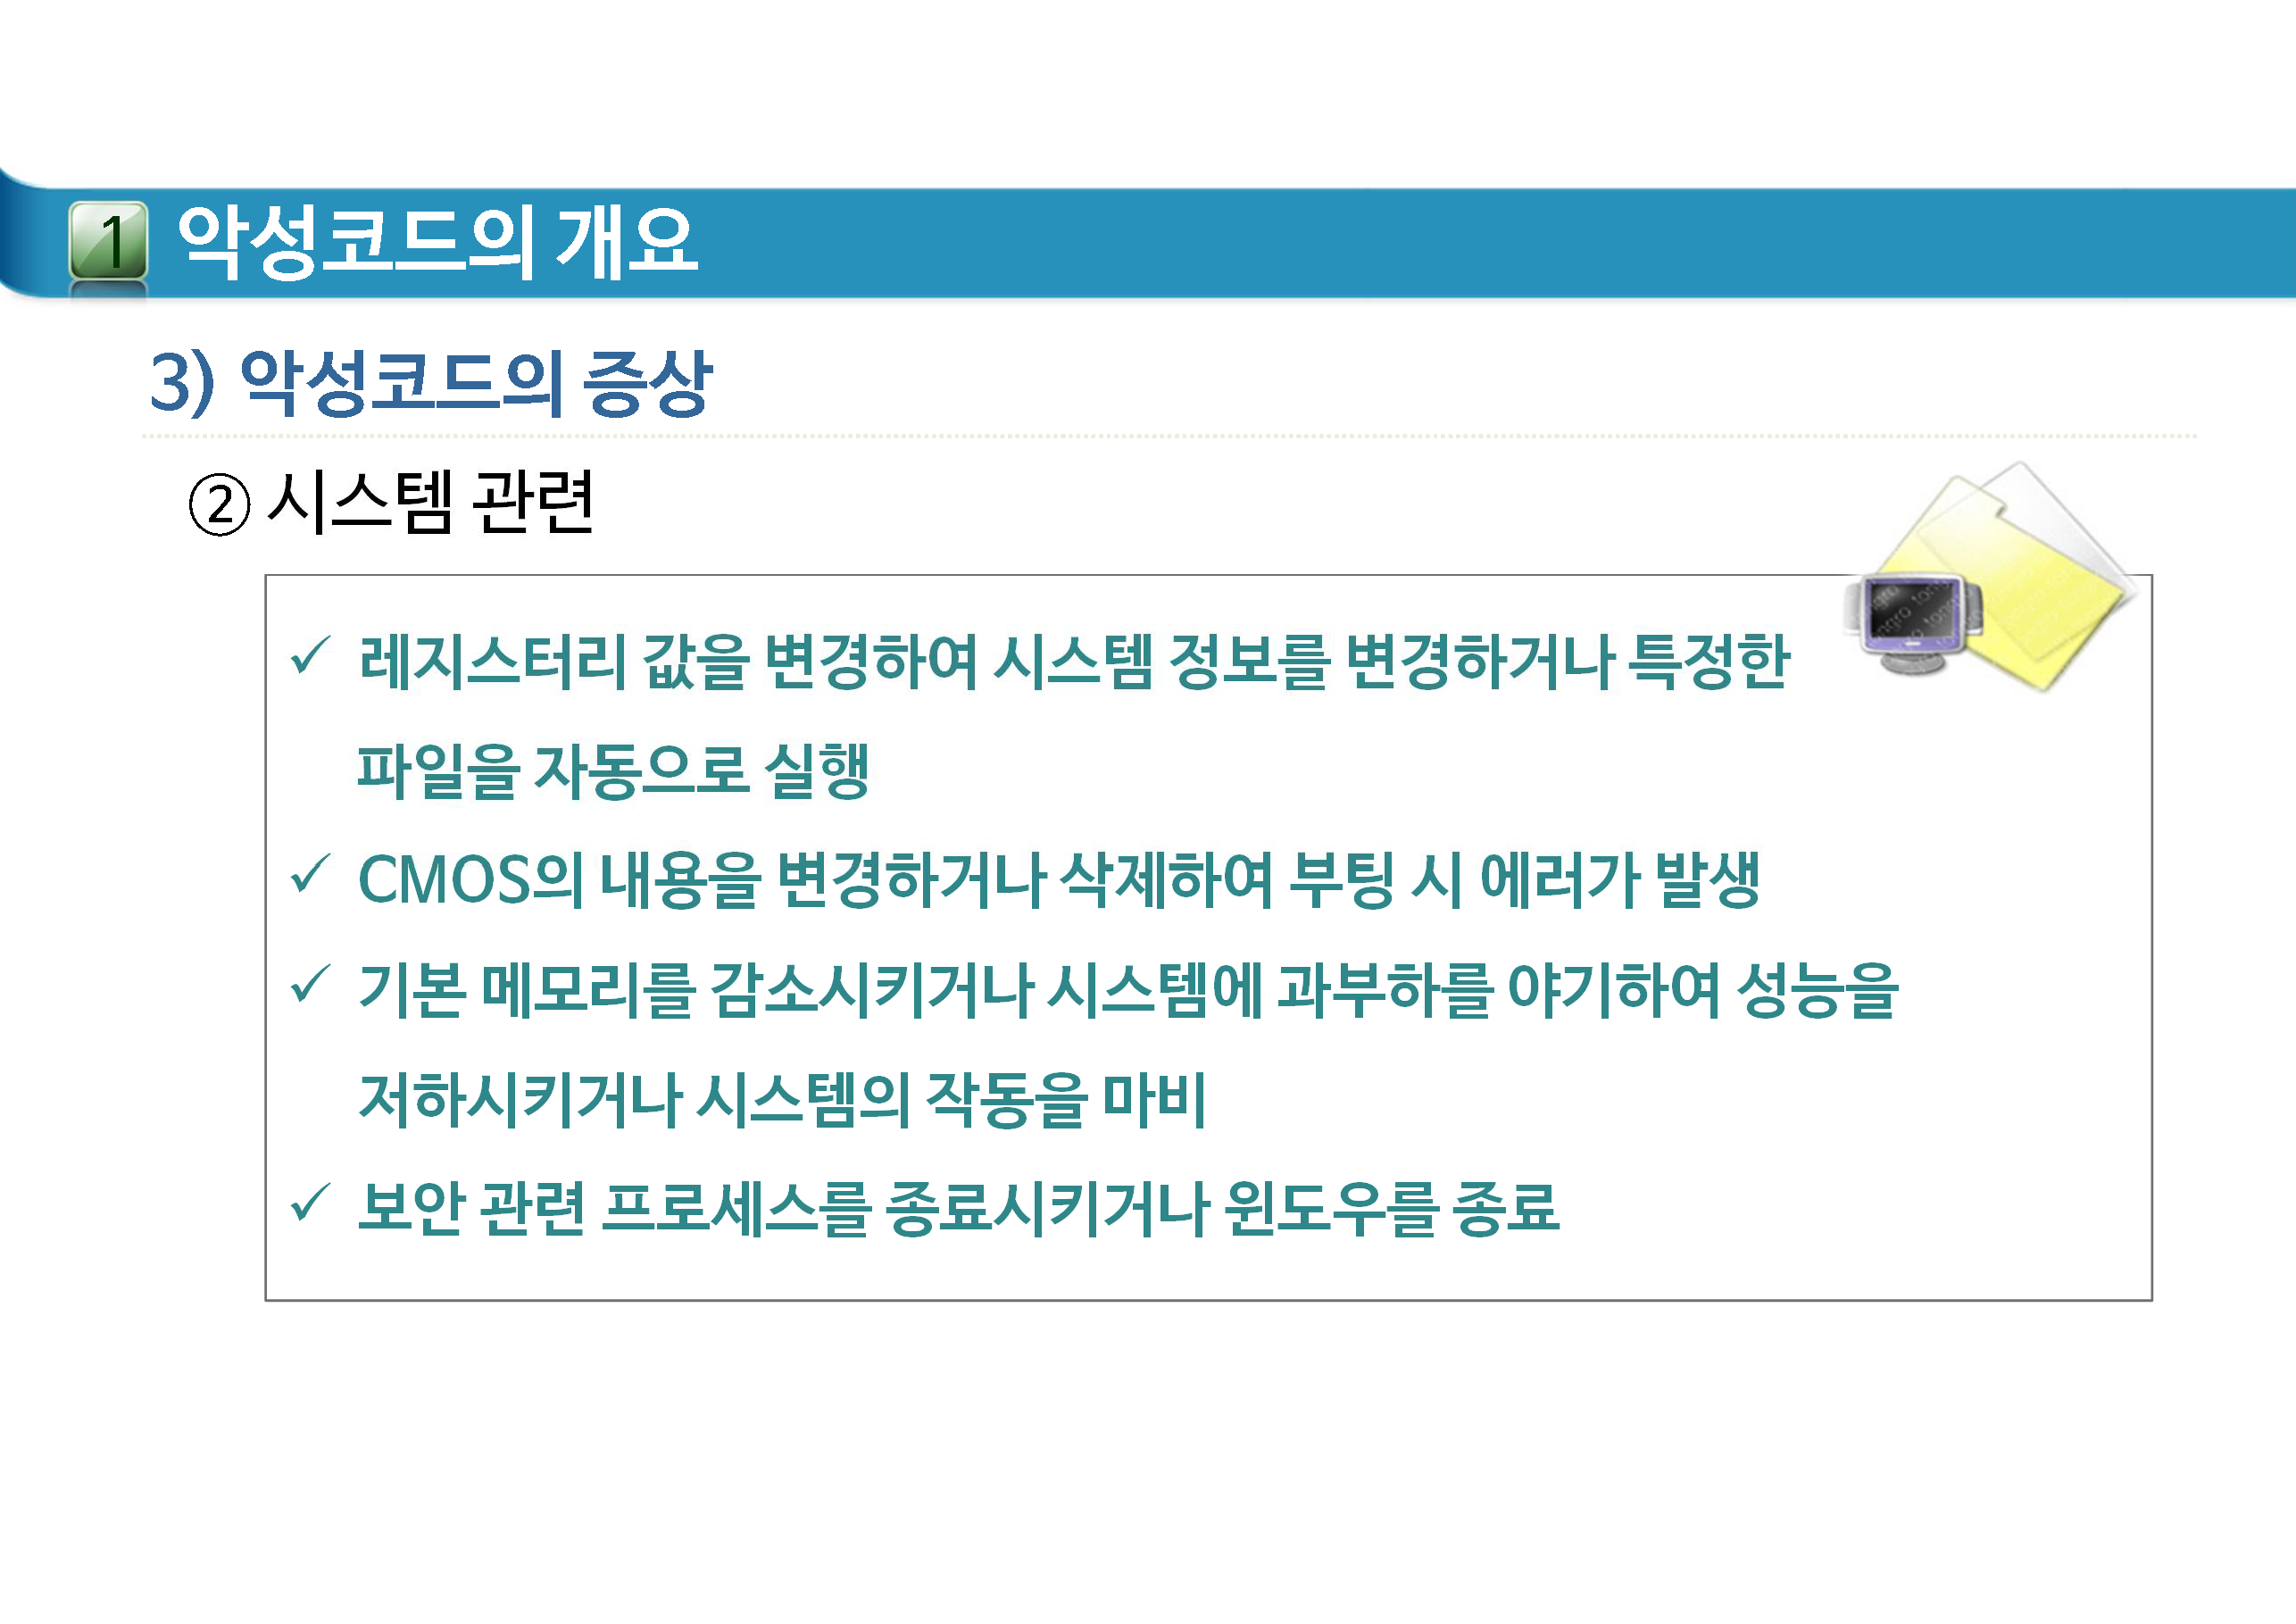 1 악성코드의 개요
3) 악성코드의 증상
② 시스템 관련
✓ 레지스터리 값을 변경하여 시스템 정보를 변경하거나 특정한
파일을 자동으로 실행
✓ CMOS의 내용을 변경하거나 삭제하여 부팅 시 에러가 발생
✓ 기본 메모리를 감소시키거나 시스템에 과부하를 야기하여 성능을
저하시키거나 시스템의 작동을 마비
✓ 보안 관련 프로세스를 종료시키거나 윈도우를 종료